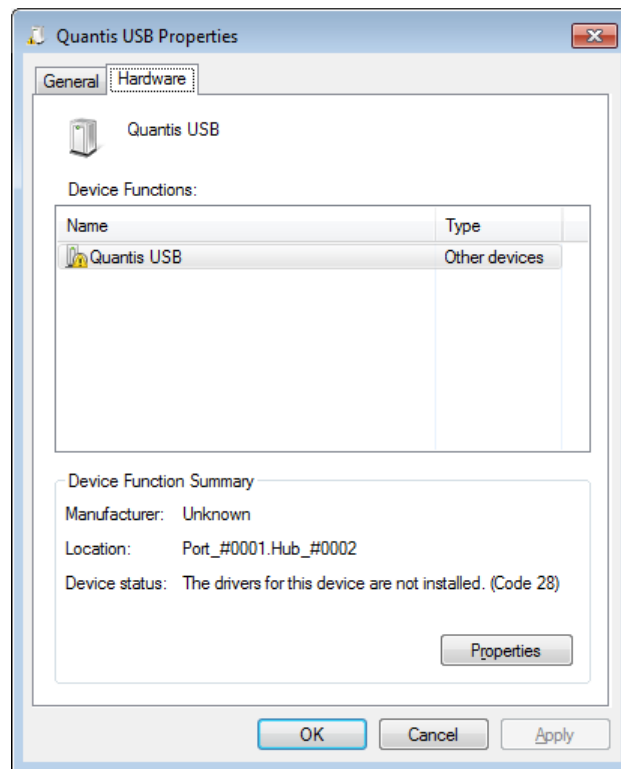 Quantis USB Properties
General Hardware
Quantis USB
Device Functions:
Name Type
Quantis USB Other devices
Device Function Summary
Manufacturer: Unknown
Location: Port_#0001.Hub_#0002
Device status: The drivers for this device are not installed. (Code 28)
Properties
OK Cancel Apply